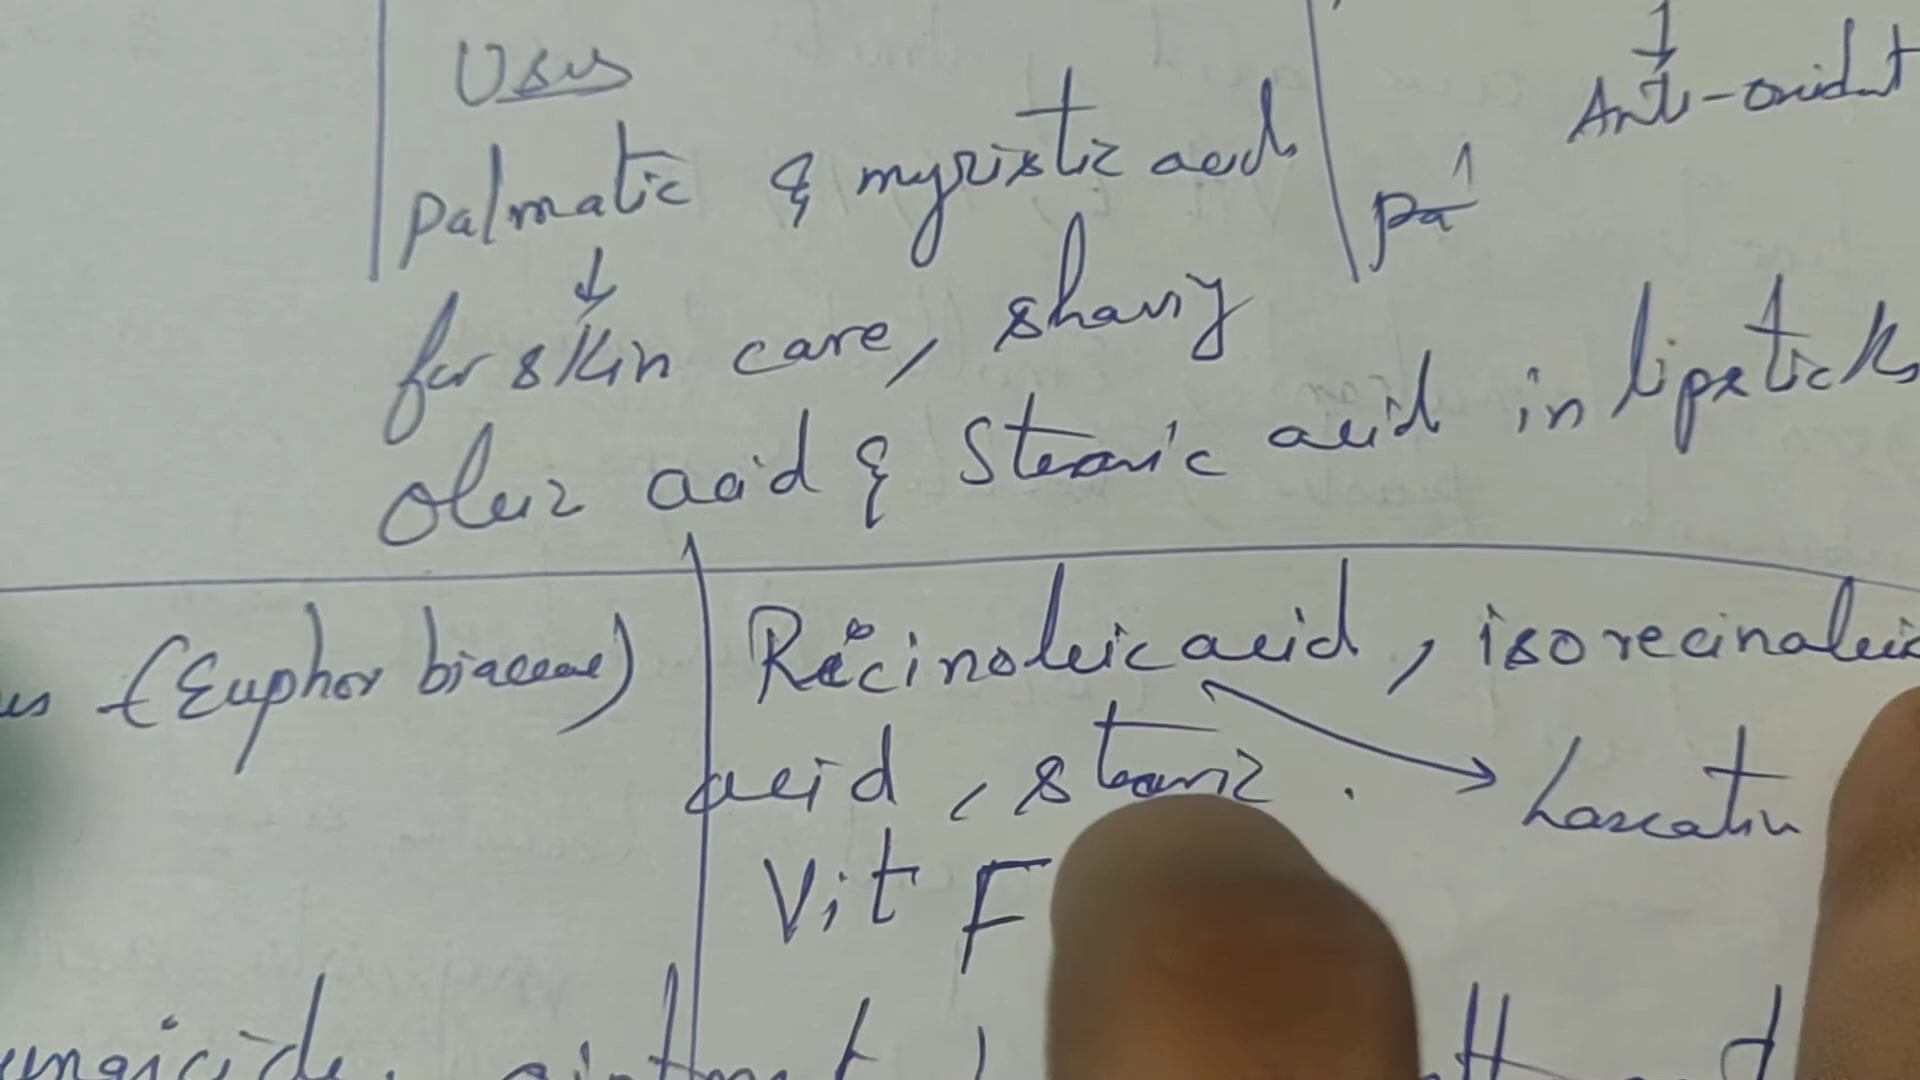 Uses
Anti-oxidant
Palmatic & myristic acid
for skin care, shaving
Oleic acid & Stearic acid in lipsticks
(Euphorbiaceae)
Ricinoleic acid, isorecinoleic
acid, stearic.
Laxative
Vit F